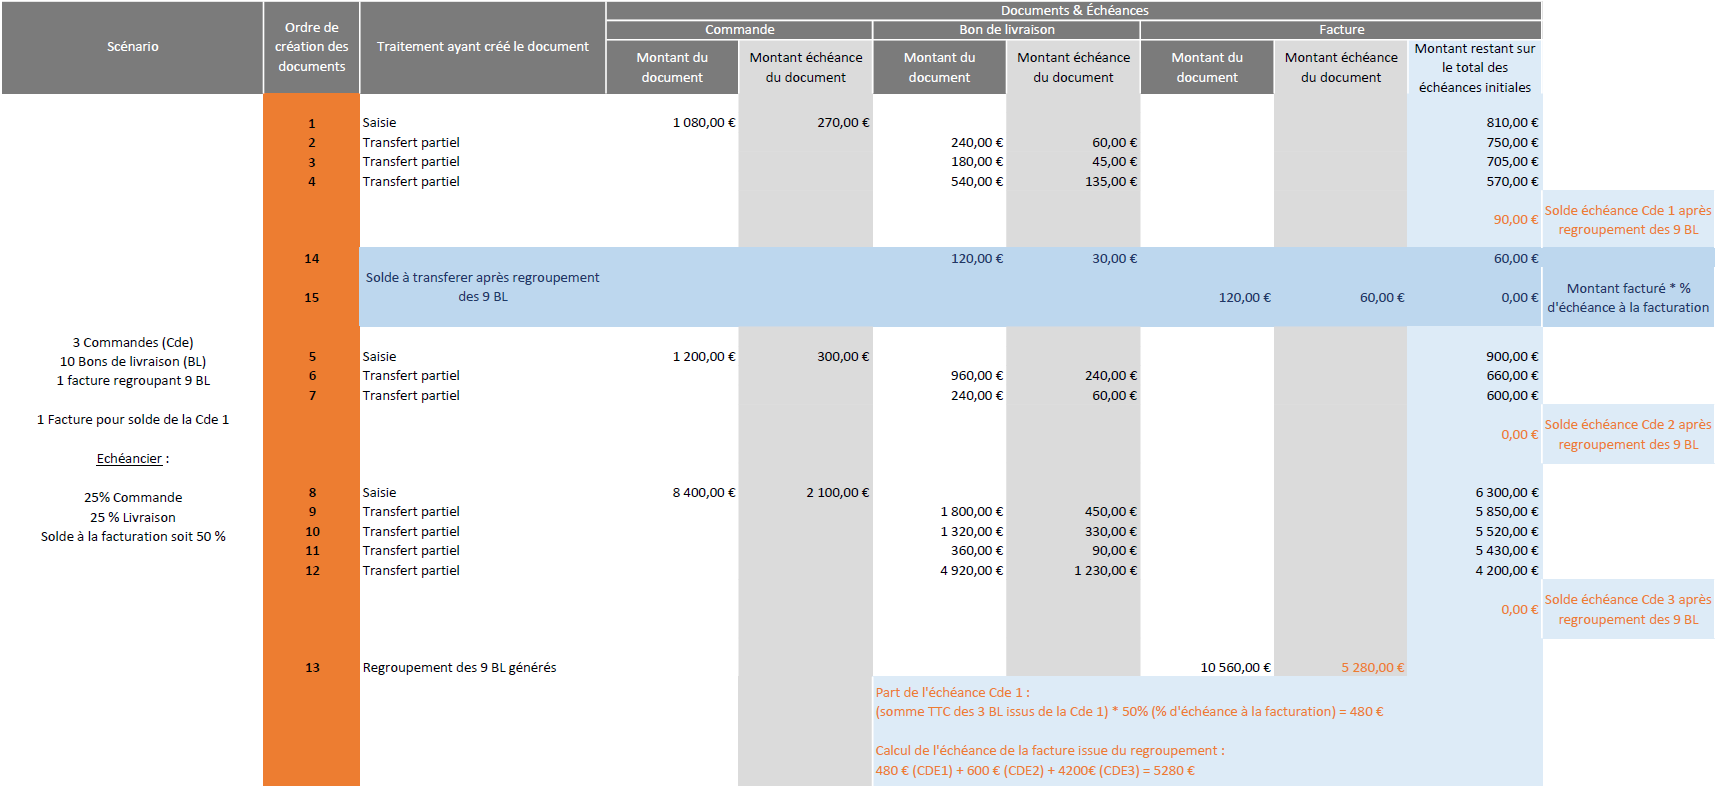 Documents & Échéances
Scénario
Ordre de
création des
documents
Traitement ayant créé le document
Commande
Bon de livraison
Facture
Montant du
document
Montant échéance
du document
Montant du
document
Montant échéance
du document
Montant du
document
Montant échéance
du document
Montant restant sur
le total des
échéances initiales
1 Saisie 1 080,00 € 270,00 € 810,00 €
2 Transfert partiel 240,00 € 60,00 € 750,00 €
3 Transfert partiel 180,00 € 45,00 € 705,00 €
4 Transfert partiel 540,00 € 135,00 € 570,00 €
90,00 €
Solde échéance Cde 1 après
regroupement des 9 BL
14 120,00 € 30,00 € 60,00 €
Solde à transferer après regroupement
des 9 BL
15 120,00 € 60,00 € 0,00 €
Montant facturé * %
d'échéance à la facturation
3 Commandes (Cde)
10 Bons de livraison (BL)
1 facture regroupant 9 BL
1 Facture pour solde de la Cde 1
Echéancier :
25% Commande
25 % Livraison
Solde à la facturation soit 50 %
5 Saisie 1 200,00 € 300,00 € 900,00 €
6 Transfert partiel 960,00 € 240,00 € 660,00 €
7 Transfert partiel 240,00 € 60,00 € 600,00 €
0,00 €
Solde échéance Cde 2 après
regroupement des 9 BL
8 Saisie 8 400,00 € 2 100,00 € 6 300,00 €
9 Transfert partiel 1 800,00 € 450,00 € 5 850,00 €
10 Transfert partiel 1 320,00 € 330,00 € 5 520,00 €
11 Transfert partiel 360,00 € 90,00 € 5 430,00 €
12 Transfert partiel 4 920,00 € 1 230,00 € 4 200,00 €
0,00 €
Solde échéance Cde 3 après
regroupement des 9 BL
13 Regroupement des 9 BL générés 10 560,00 € 5 280,00 €
Part de l'échéance Cde 1 :
(somme TTC des 3 BL issus de la Cde 1) * 50% (% d'échéance à la facturation) = 480 €
Calcul de l'échéance de la facture issue du regroupement :
480 € (CDE1) + 600 € (CDE2) + 4200€ (CDE3) = 5280 €